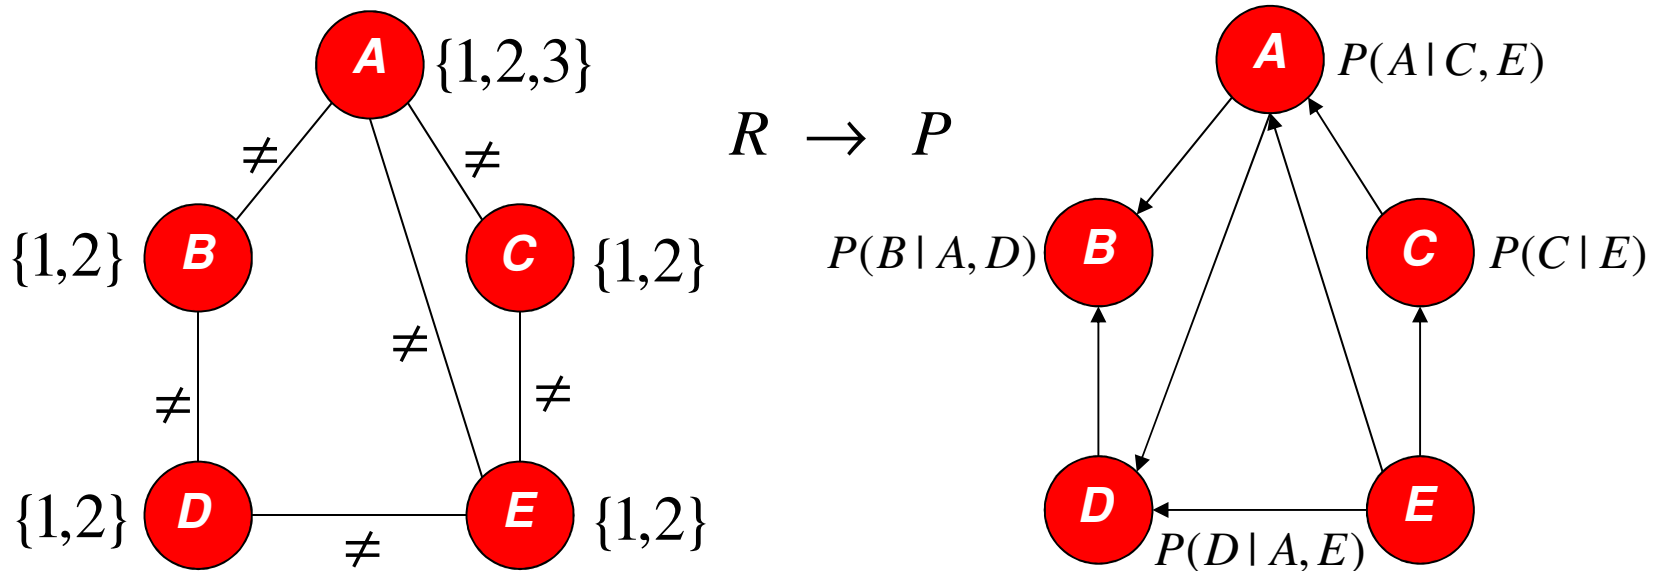 A {1,2,3}
≠ ≠
{1,2} B C {1,2}
≠
≠ ≠
{1,2} D E {1,2}
≠
R → P
A P(A | C, E)
P(B | A, D) B C P(C | E)
D E
P(D | A, E)